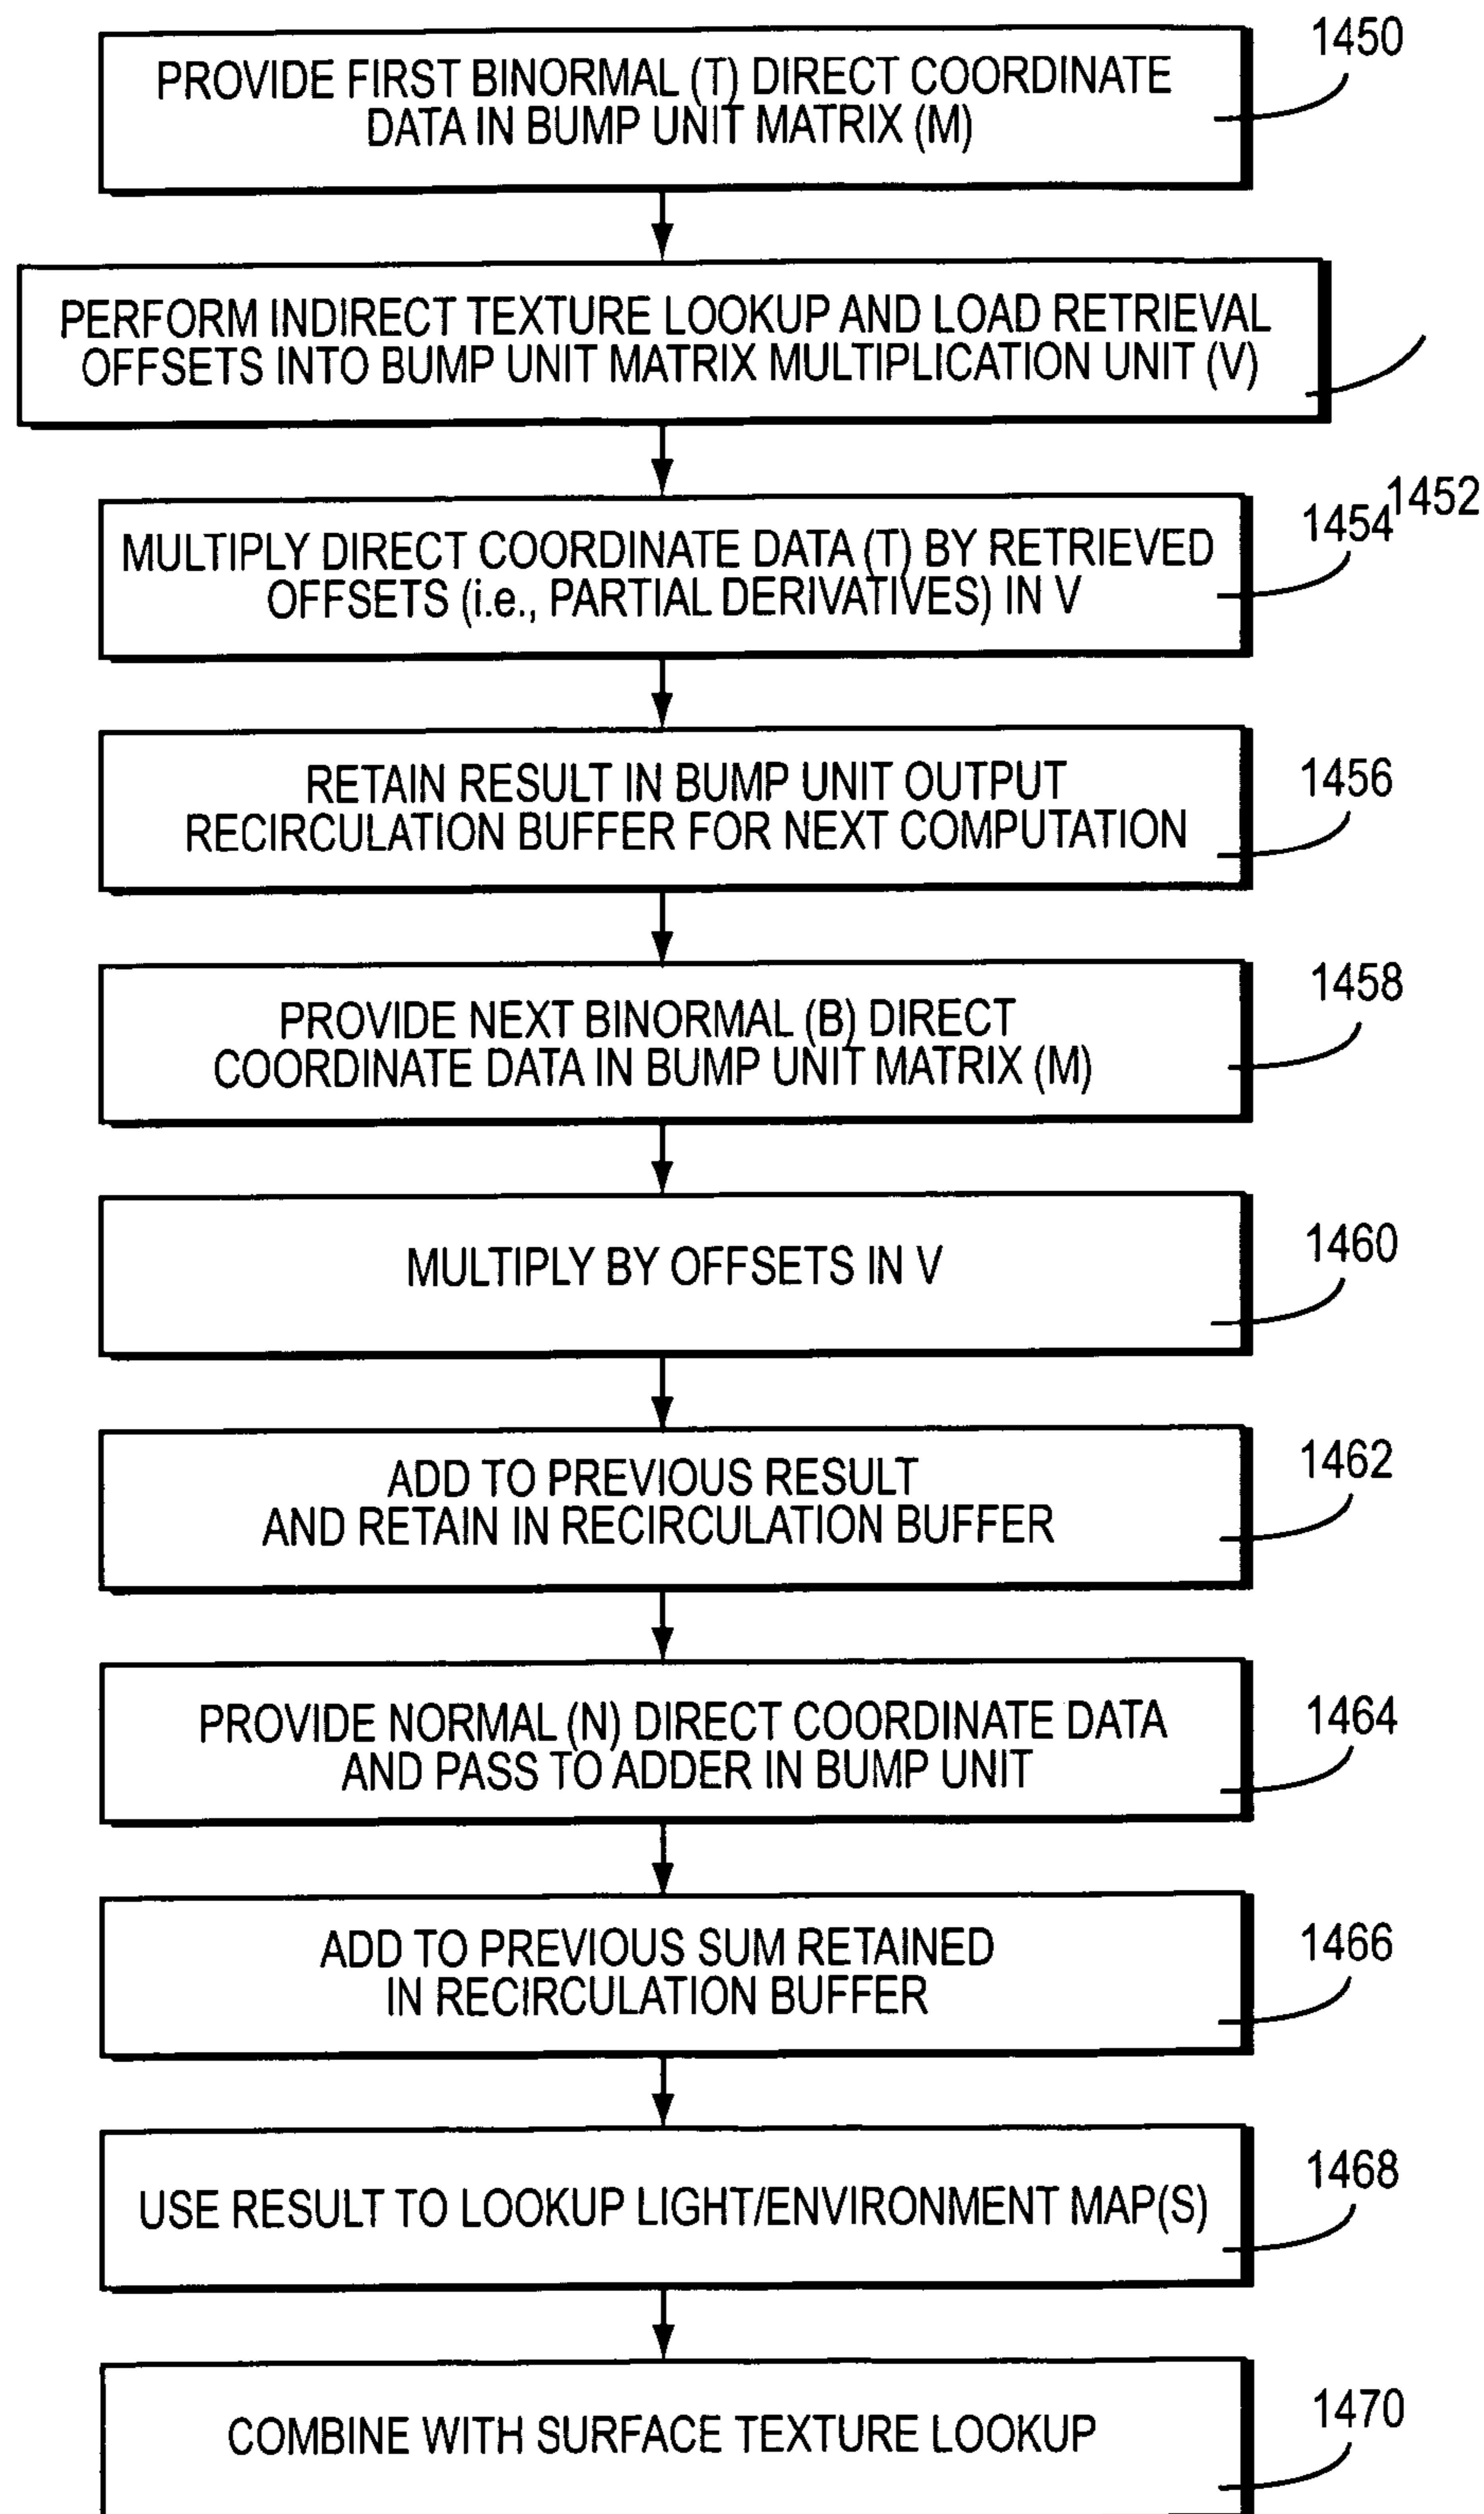 1450
PROVIDE FIRST BINORMAL (T) DIRECT COORDINATE
DATA IN BUMP UNIT MATRIX (M)
PERFORM INDIRECT TEXTURE LOOKUP AND LOAD RETRIEVAL
OFFSETS INTO BUMP UNIT MATRIX MULTIPLICATION UNIT (V)
1452
1454
MULTIPLY DIRECT COORDINATE DATA (T) BY RETRIEVED
OFFSETS (i.e., PARTIAL DERIVATIVES) IN V
1456
RETAIN RESULT IN BUMP UNIT OUTPUT
RECIRCULATION BUFFER FOR NEXT COMPUTATION
1458
PROVIDE NEXT BINORMAL (B) DIRECT
COORDINATE DATA IN BUMP UNIT MATRIX (M)
1460
MULTIPLY BY OFFSETS IN V
1462
ADD TO PREVIOUS RESULT
AND RETAIN IN RECIRCULATION BUFFER
1464
PROVIDE NORMAL (N) DIRECT COORDINATE DATA
AND PASS TO ADDER IN BUMP UNIT
1466
ADD TO PREVIOUS SUM RETAINED
IN RECIRCULATION BUFFER
1468
USE RESULT TO LOOKUP LIGHT/ENVIRONMENT MAP(S)
1470
COMBINE WITH SURFACE TEXTURE LOOKUP